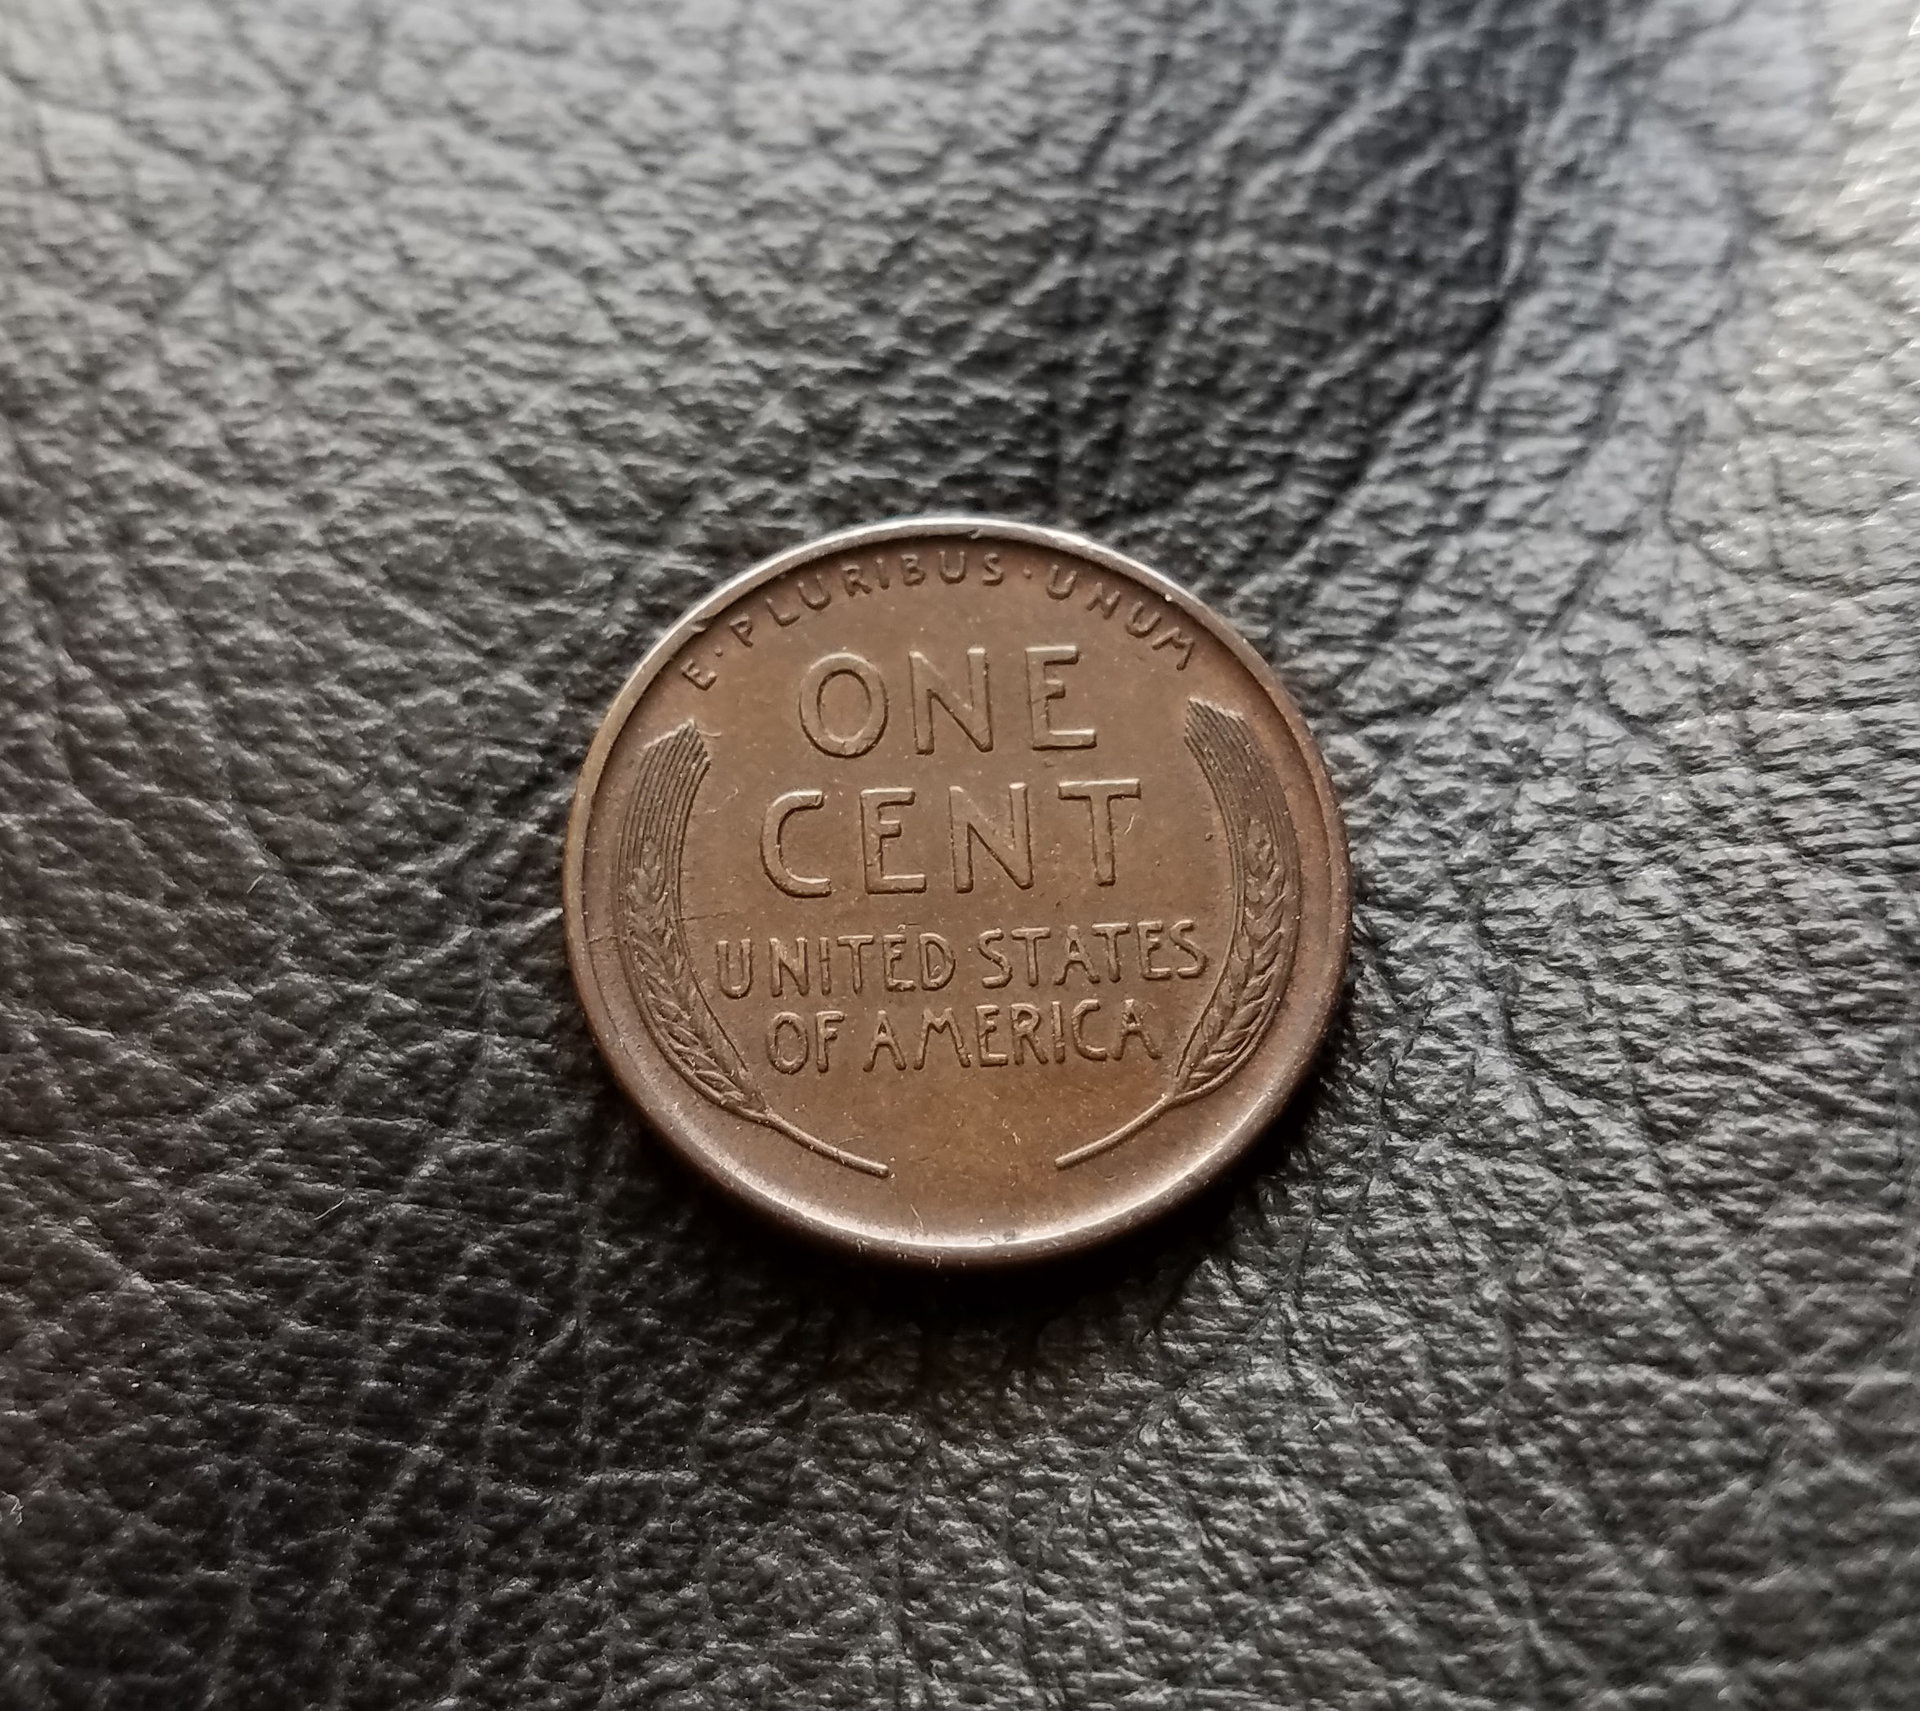 E·PLURIBUS·UNUM
ONE
CENT
UNITED STATES
OF AMERICA